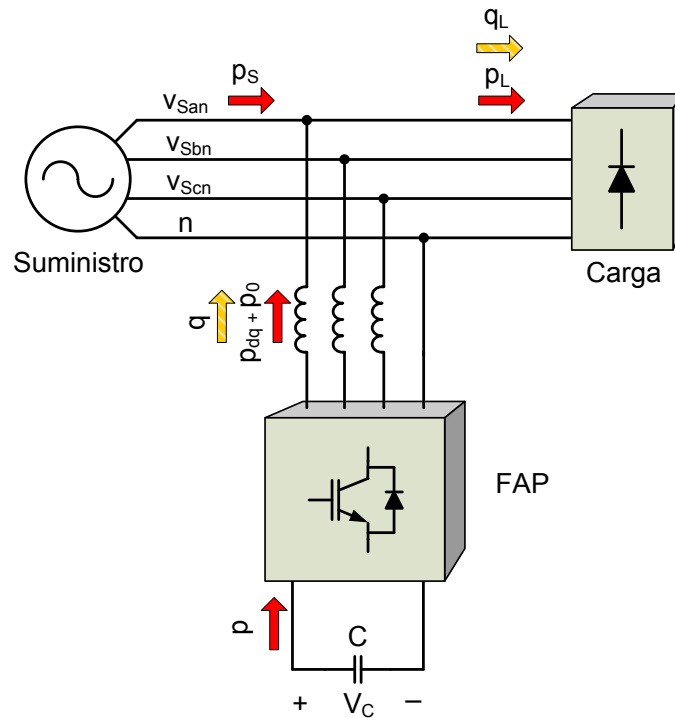 qL
pS
pL
vSan
vSbn
vScn
n
Suministro
Carga
q
pdq + p0
FAP
p
C
+ VC −